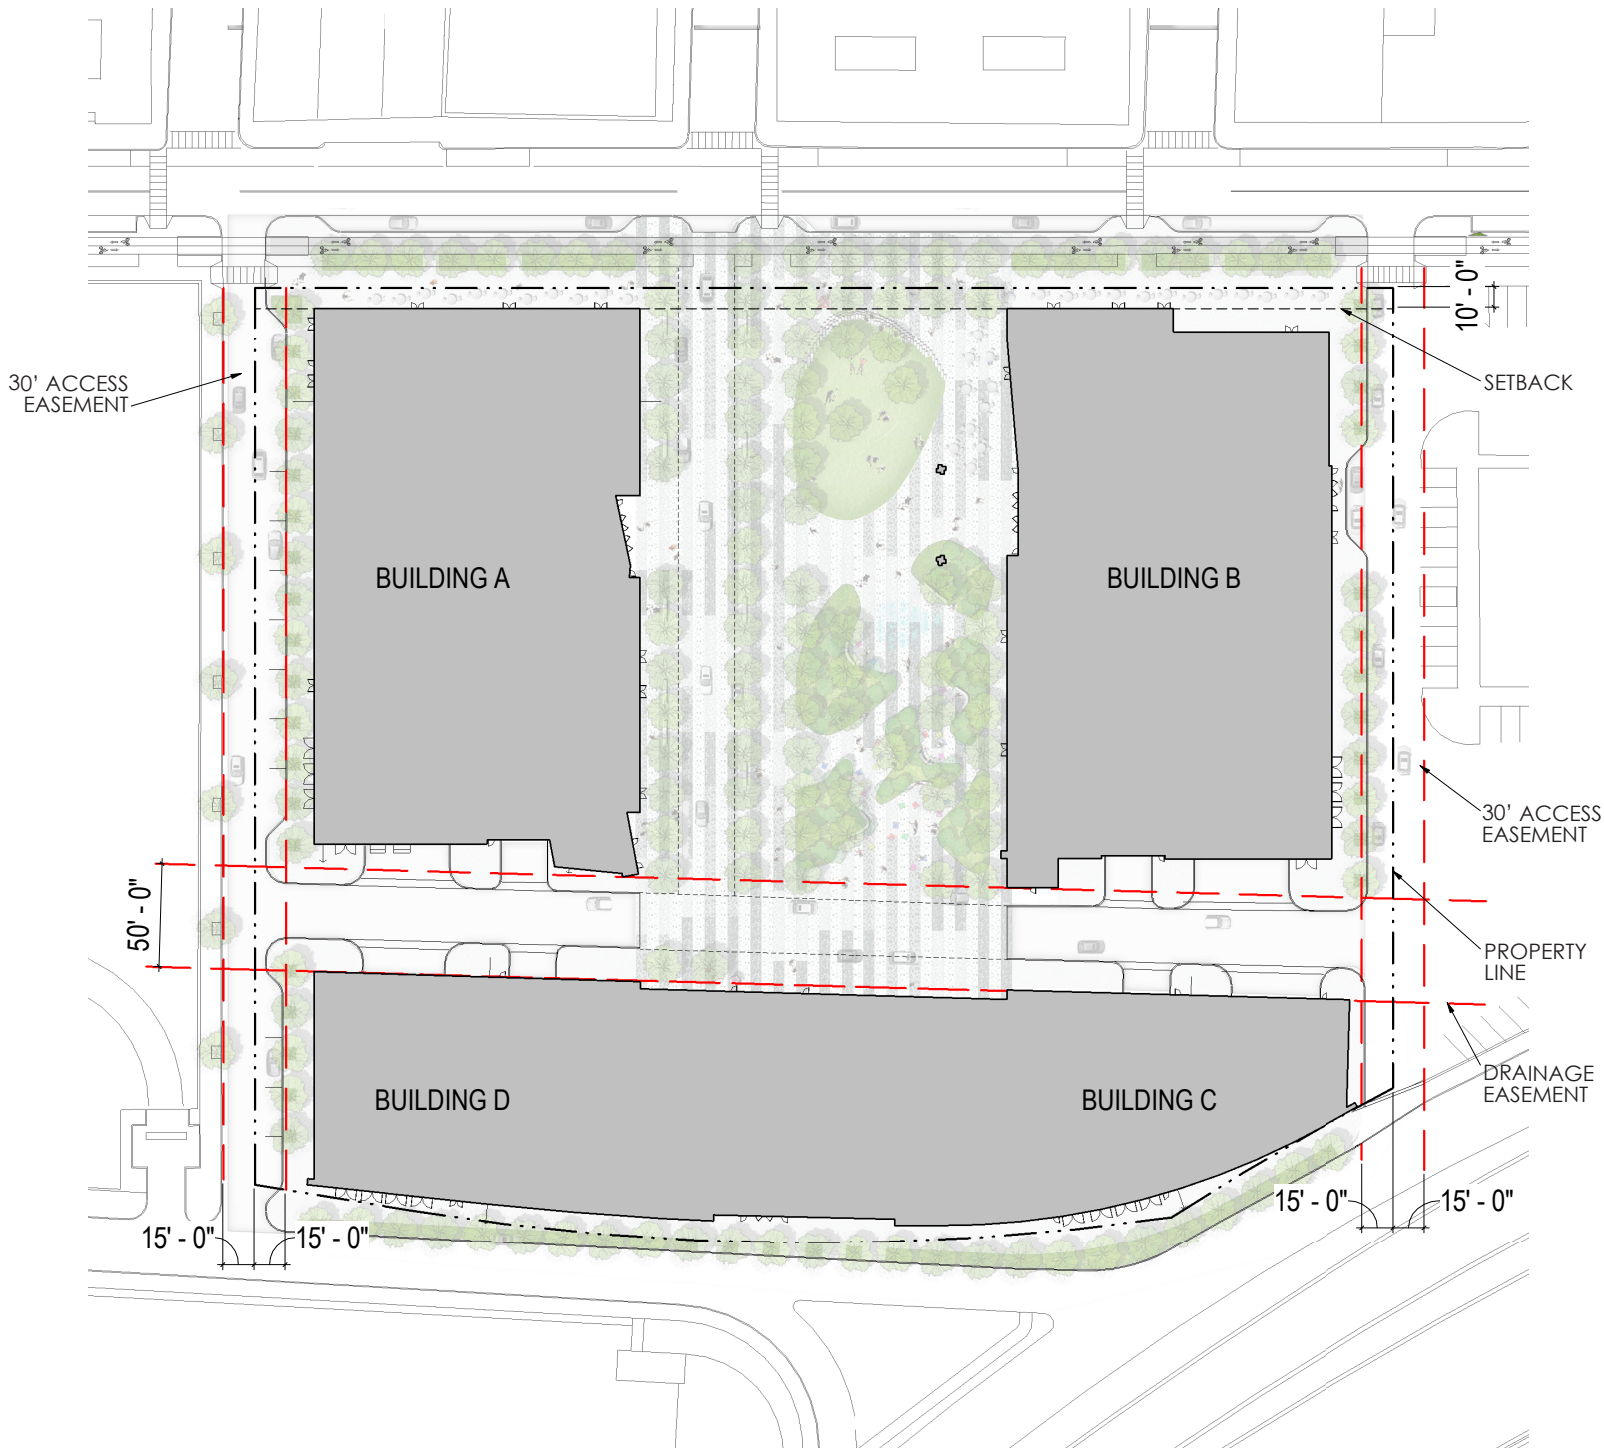 10' - 0"
30' ACCESS
EASEMENT
SETBACK
BUILDING A
BUILDING B
30' ACCESS
EASEMENT
50' - 0"
PROPERTY
LINE
DRAINAGE
EASEMENT
BUILDING D
BUILDING C
15' - 0"
15' - 0"
15' - 0"
15' - 0"